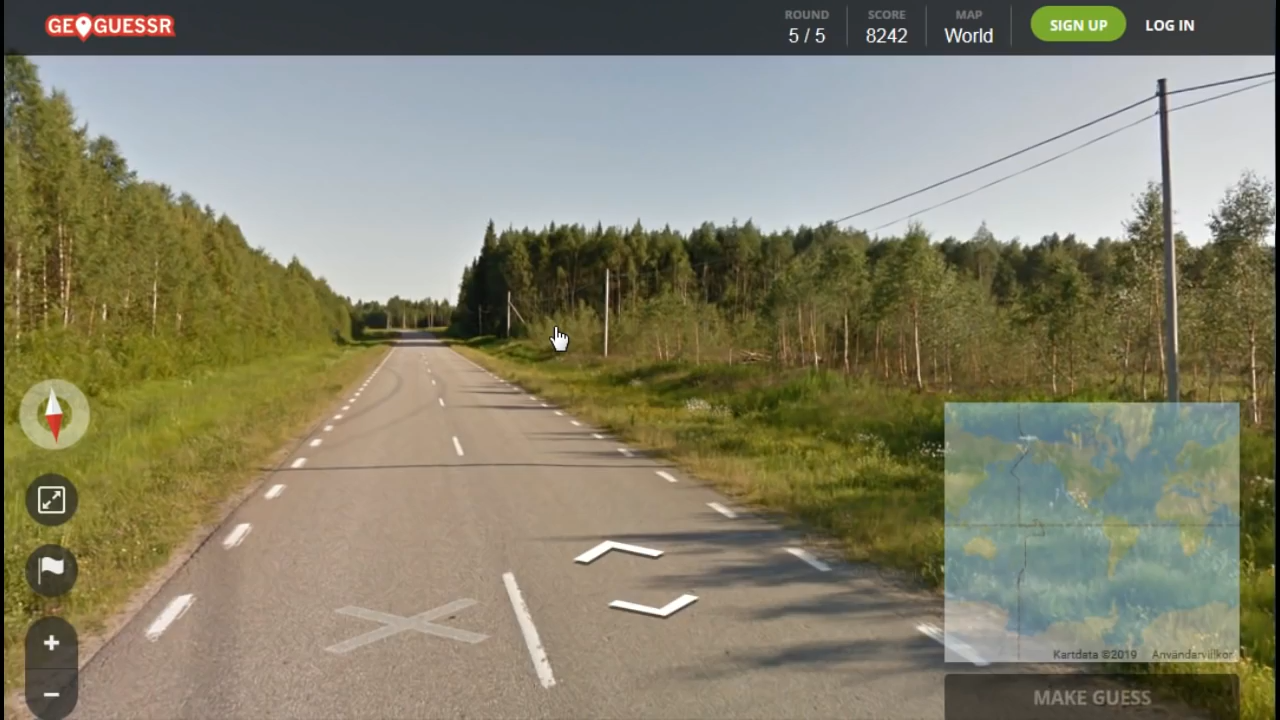 GEOGUESSR
ROUND
5 / 5
SCORE
8242
MAP
World
SIGN UP
LOG IN
Kartdata ©2019 Användarvillkor
MAKE GUESS